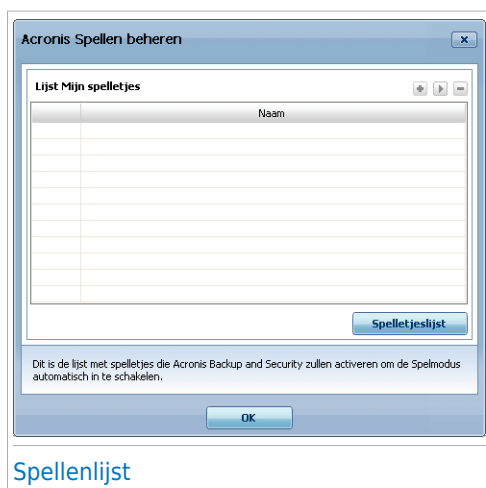 Acronis Spellen beheren
Lijst Mijn spelletjes
Naam
Spelletjeslijst
Dit is de lijst met spelletjes die Acronis Backup and Security zullen activeren om de Spelmodus
automatisch in te schakelen.
OK
Spellenlijst